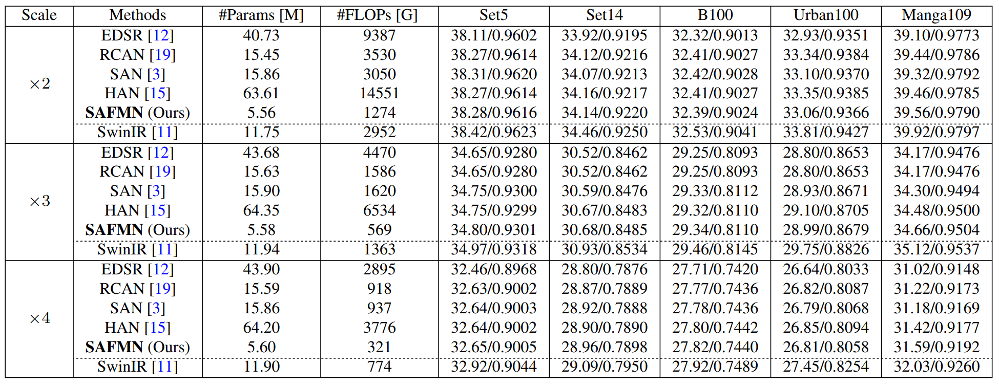 Scale Methods #Params [M] #FLOPs [G] Set5 Set14 B100 Urban100 Manga109
EDSR [12] 40.73 9387 38.11/0.9602 33.92/0.9195 32.32/0.9013 32.93/0.9351 39.10/0.9773
RCAN [19] 15.45 3530 38.27/0.9614 34.12/0.9216 32.41/0.9027 33.34/0.9384 39.44/0.9786
SAN [3] 15.86 3050 38.31/0.9620 34.07/0.9213 32.42/0.9028 33.10/0.9370 39.32/0.9792
×2
HAN [15] 63.61 14551 38.27/0.9614 34.16/0.9217 32.41/0.9027 33.35/0.9385 39.46/0.9785
SAFMN (Ours) 5.56 1274 38.28/0.9616 34.14/0.9220 32.39/0.9024 33.06/0.9366 39.56/0.9790
SwinIR [11] 11.75 2952 38.42/0.9623 34.46/0.9250 32.53/0.9041 33.81/0.9427 39.92/0.9797
EDSR [12] 43.68 4470 34.65/0.9280 30.52/0.8462 29.25/0.8093 28.80/0.8653 34.17/0.9476
RCAN [19] 15.63 1586 34.65/0.9280 30.52/0.8462 29.25/0.8093 28.80/0.8653 34.17/0.9476
SAN [3] 15.90 1620 34.75/0.9300 30.59/0.8476 29.33/0.8112 28.93/0.8671 34.30/0.9494
×3
HAN [15] 64.35 6534 34.75/0.9299 30.67/0.8483 29.32/0.8110 29.10/0.8705 34.48/0.9500
SAFMN (Ours) 5.58 569 34.80/0.9301 30.68/0.8485 29.34/0.8110 28.99/0.8679 34.66/0.9504
SwinIR [11] 11.94 1363 34.97/0.9318 30.93/0.8534 29.46/0.8145 29.75/0.8826 35.12/0.9537
EDSR [12] 43.90 2895 32.46/0.8968 28.80/0.7876 27.71/0.7420 26.64/0.8033 31.02/0.9148
RCAN [19] 15.59 918 32.63/0.9002 28.87/0.7889 27.77/0.7436 26.82/0.8087 31.22/0.9173
SAN [3] 15.86 937 32.64/0.9003 28.92/0.7888 27.78/0.7436 26.79/0.8068 31.18/0.9169
×4
HAN [15] 64.20 3776 32.64/0.9002 28.90/0.7890 27.80/0.7442 26.85/0.8094 31.42/0.9177
SAFMN (Ours) 5.60 321 32.65/0.9005 28.96/0.7898 27.82/0.7440 26.81/0.8058 31.59/0.9192
SwinIR [11] 11.90 774 32.92/0.9044 29.09/0.7950 27.92/0.7489 27.45/0.8254 32.03/0.9260